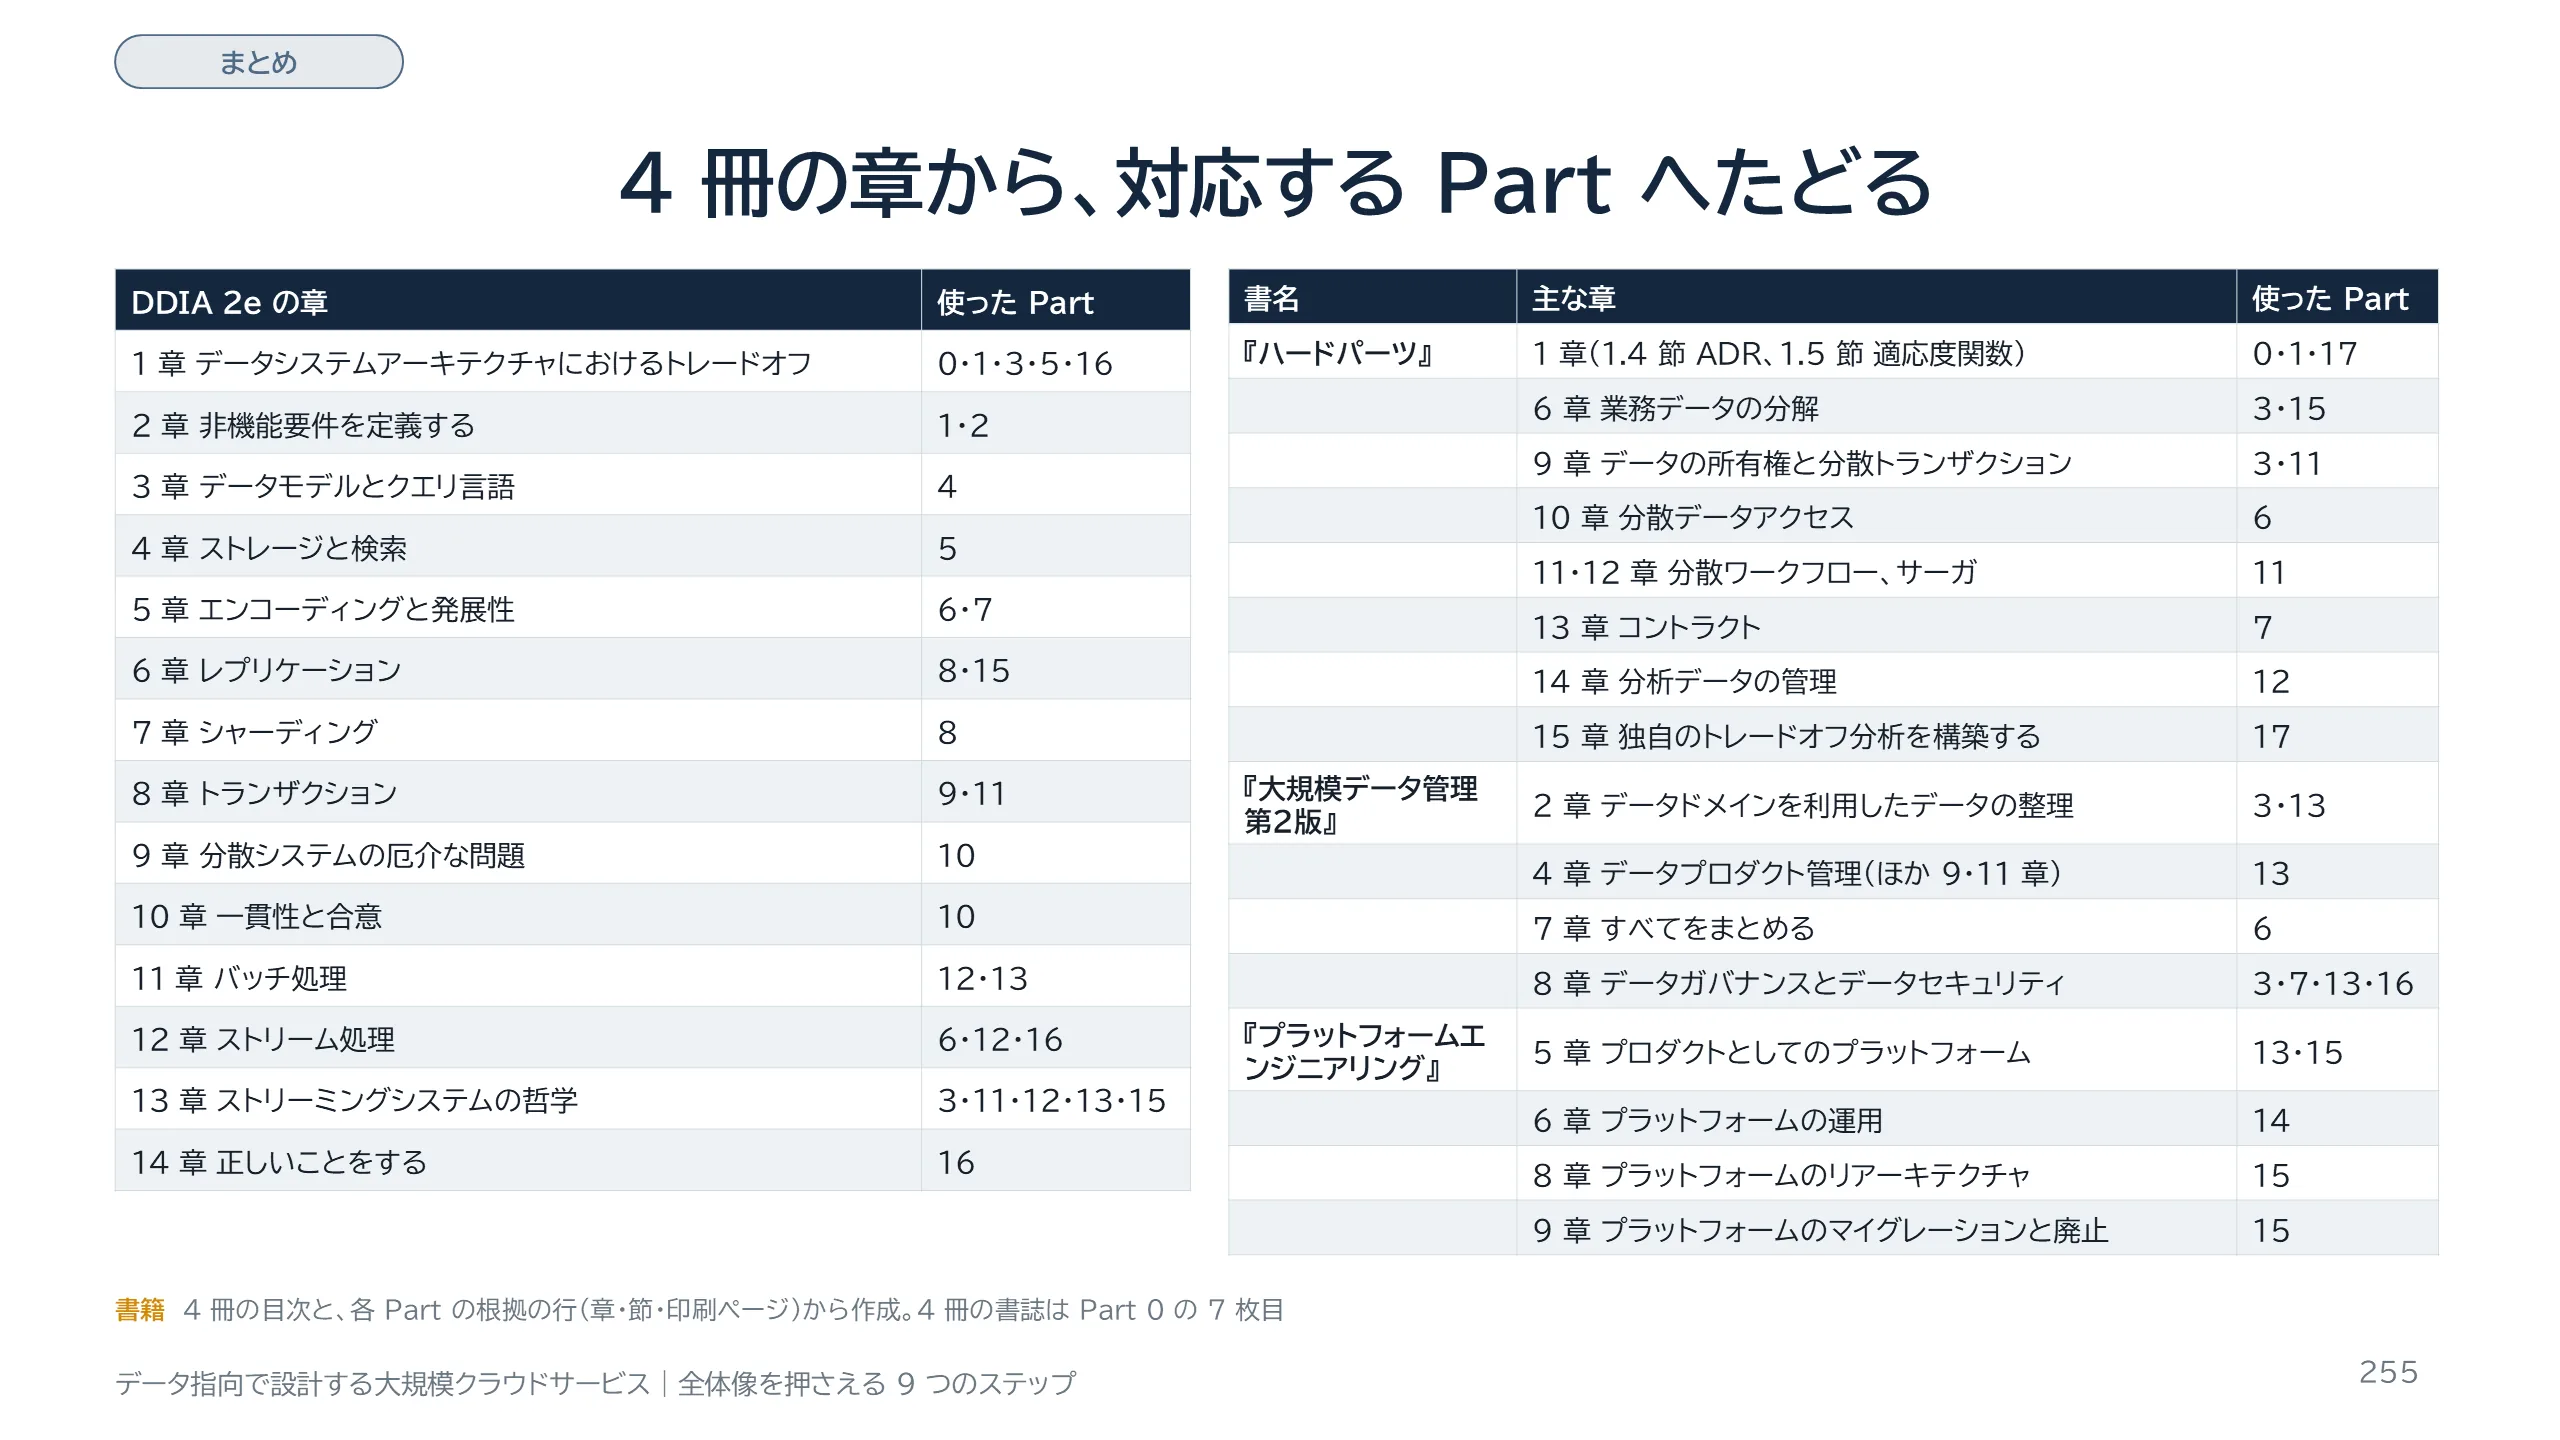 まとめ
4 冊の章から、対応する Part へたどる
DDIA 2e の章 使った Part
1 章 データシステムアーキテクチャにおけるトレードオフ 0・1・3・5・16
2 章 非機能要件を定義する 1・2
3 章 データモデルとクエリ言語 4
4 章 ストレージと検索 5
5 章 エンコーディングと発展性 6・7
6 章 レプリケーション 8・15
7 章 シャーディング 8
8 章 トランザクション 9・11
9 章 分散システムの厄介な問題 10
10 章 一貫性と合意 10
11 章 バッチ処理 12・13
12 章 ストリーム処理 6・12・16
13 章 ストリーミングシステムの哲学 3・11・12・13・15
14 章 正しいことをする 16
書名 主な章 使った Part
『ハードパーツ』 1 章（1.4 節 ADR、1.5 節 適応度関数） 0・1・17
6 章 業務データの分解 3・15
9 章 データの所有権と分散トランザクション 3・11
10 章 分散データアクセス 6
11・12 章 分散ワークフロー、サーガ 11
13 章 コントラクト 7
14 章 分析データの管理 12
15 章 独自のトレードオフ分析を構築する 17
『大規模データ管理
第2版』 2 章 データドメインを利用したデータの整理 3・13
4 章 データプロダクト管理（ほか 9・11 章） 13
7 章 すべてをまとめる 6
8 章 データガバナンスとデータセキュリティ 3・7・13・16
『プラットフォームエ
ンジニアリング』 5 章 プロダクトとしてのプラットフォーム 13・15
6 章 プラットフォームの運用 14
8 章 プラットフォームのリアーキテクチャ 15
9 章 プラットフォームのマイグレーションと廃止 15
書籍 4 冊の目次と、各 Part の根拠の行（章・節・印刷ページ）から作成。4 冊の書誌は Part 0 の 7 枚目
データ指向で設計する大規模クラウドサービス｜全体像を押さえる 9 つのステップ
255